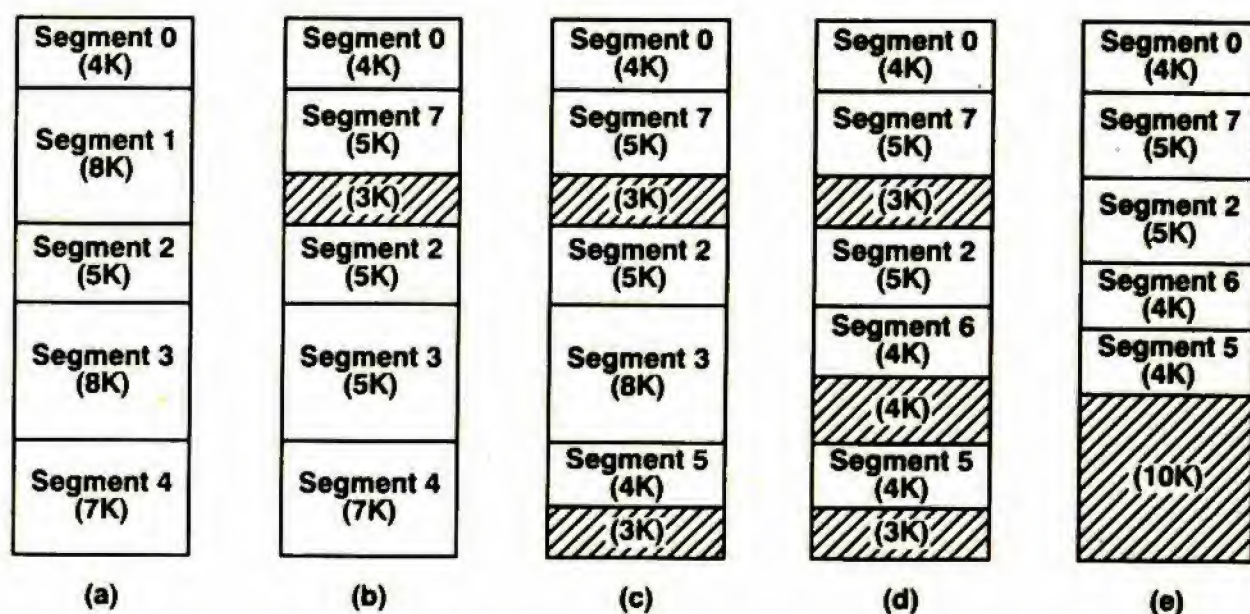 Segment 0
(4K)
Segment 1
(8K)
Segment 2
(5K)
Segment 3
(8K)
Segment 4
(7K)
(a)
Segment 0
(4K)
Segment 7
(5K)
(3K)
Segment 2
(5K)
Segment 3
(5K)
Segment 4
(7K)
(b)
Segment 0
(4K)
Segment 7
(5K)
(3K)
Segment 2
(5K)
Segment 3
(8K)
Segment 5
(4K)
(3K)
(c)
Segment 0
(4K)
Segment 7
(5K)
(3K)
Segment 2
(5K)
Segment 6
(4K)
(4K)
Segment 5
(4K)
(3K)
(d)
Segment 0
(4K)
Segment 7
(5K)
Segment 2
(5K)
Segment 6
(4K)
Segment 5
(4K)
(10K)
(e)